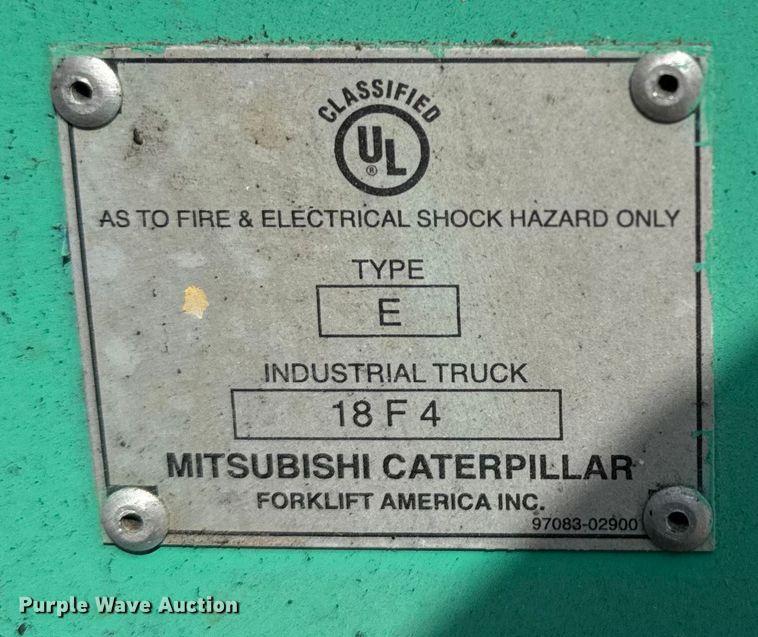 CLASSIFIED
UL
®
AS TO FIRE & ELECTRICAL SHOCK HAZARD ONLY
TYPE
E
INDUSTRIAL TRUCK
18 F 4
MITSUBISHI CATERPILLAR
FORKLIFT AMERICA INC.
97083-02900
Purple Wave Auction